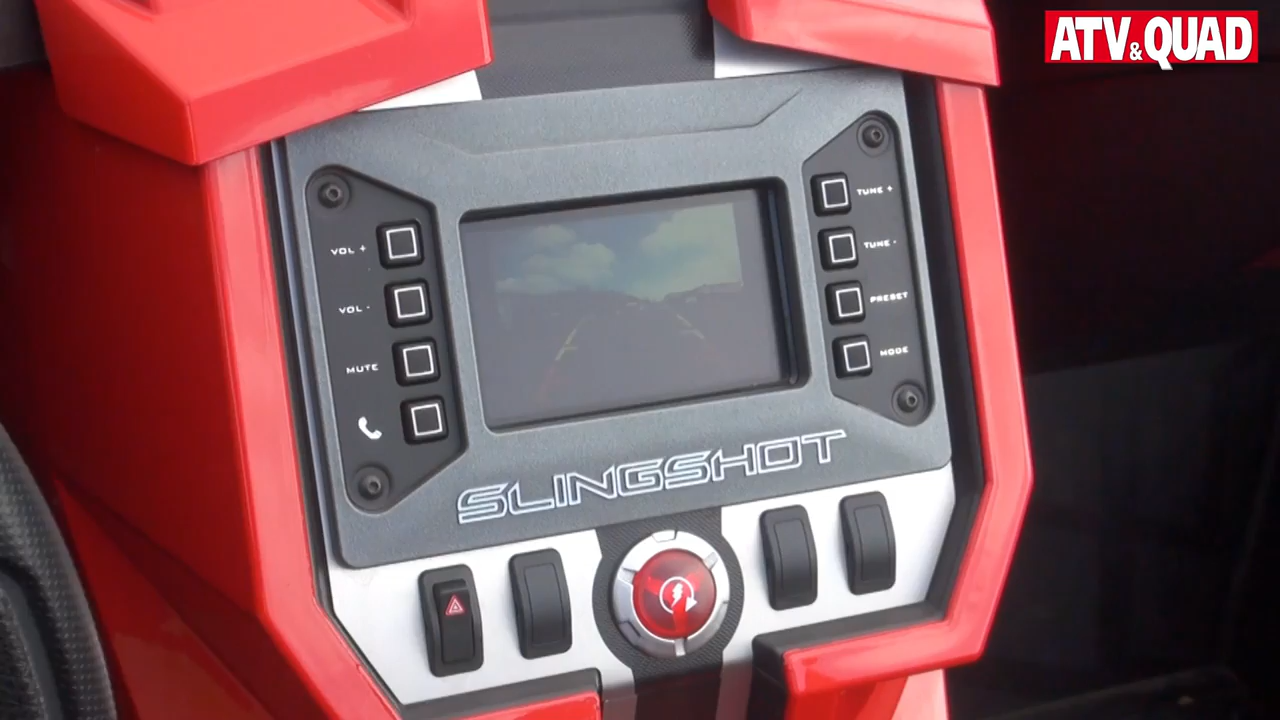 ATV&QUAD
VOL +
VOL -
MUTE
TUNE +
TUNE -
PRESET
MODE
SLINGSHOT